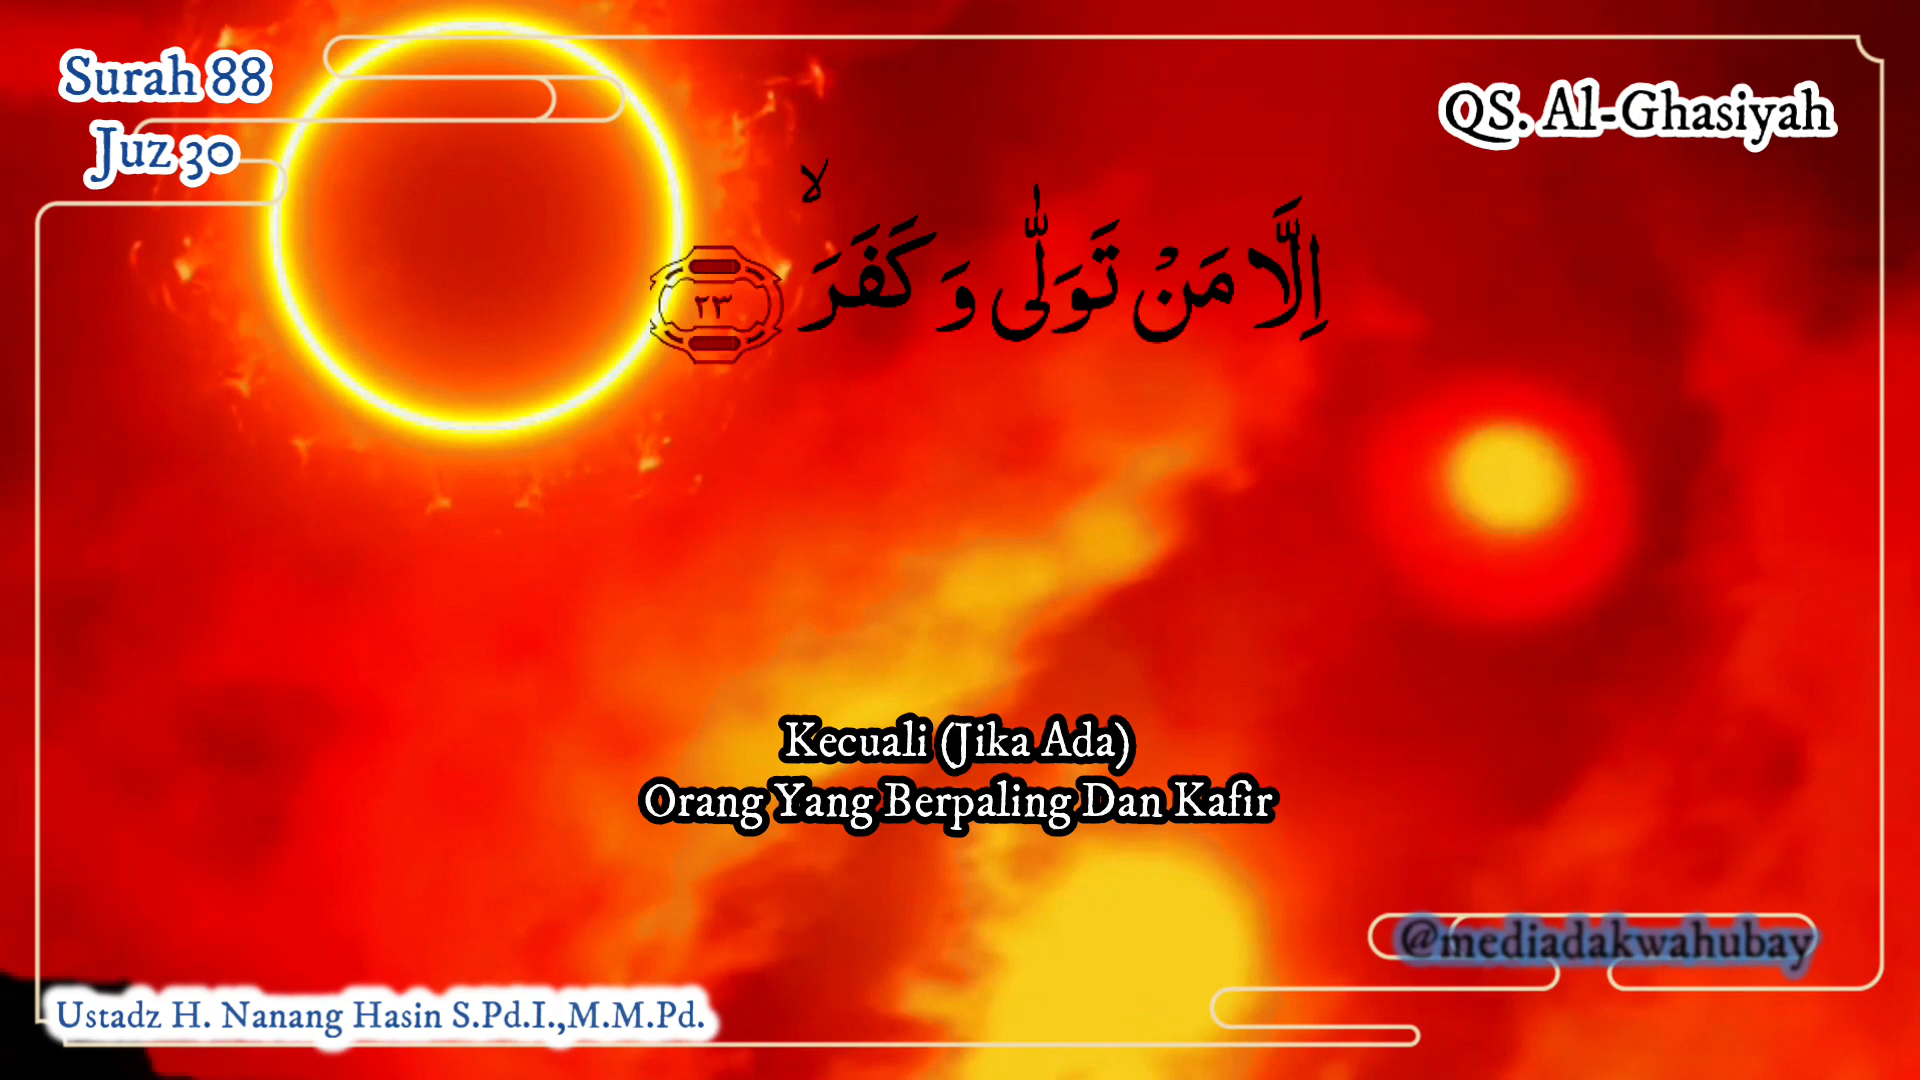 Surah 88
Juz 30
QS. Al-Ghasiyah
اِلَّا مَنْ تَوَلّٰى وَكَفَرَۙ ٢٣
Kecuali (Jika Ada)
Orang Yang Berpaling Dan Kafir
@mediadakwahubay
Ustadz H. Nanang Hasin S.Pd.I.,M.M.Pd.